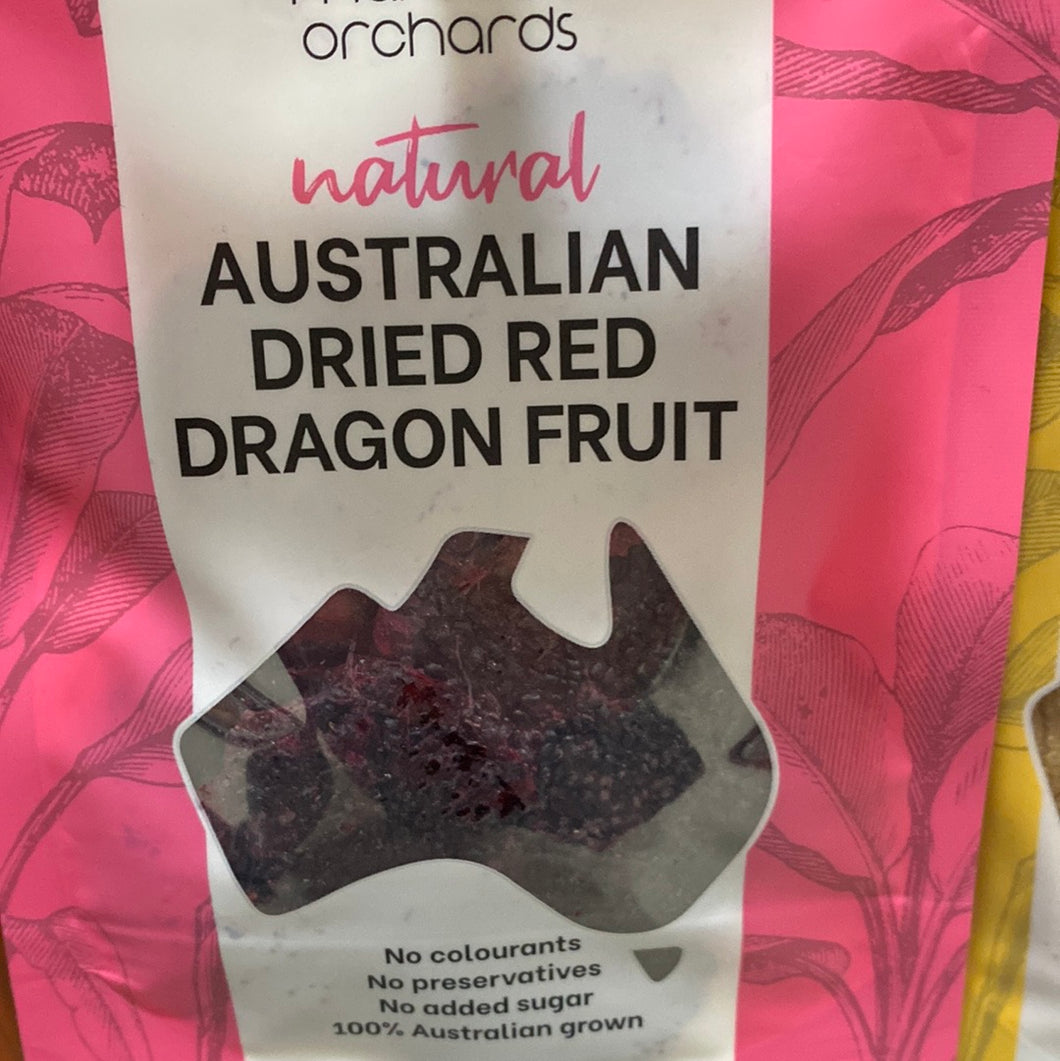 orchards
natural
AUSTRALIAN
DRIED RED
DRAGON FRUIT
No colourants
No preservatives
No added sugar
100% Australian grown